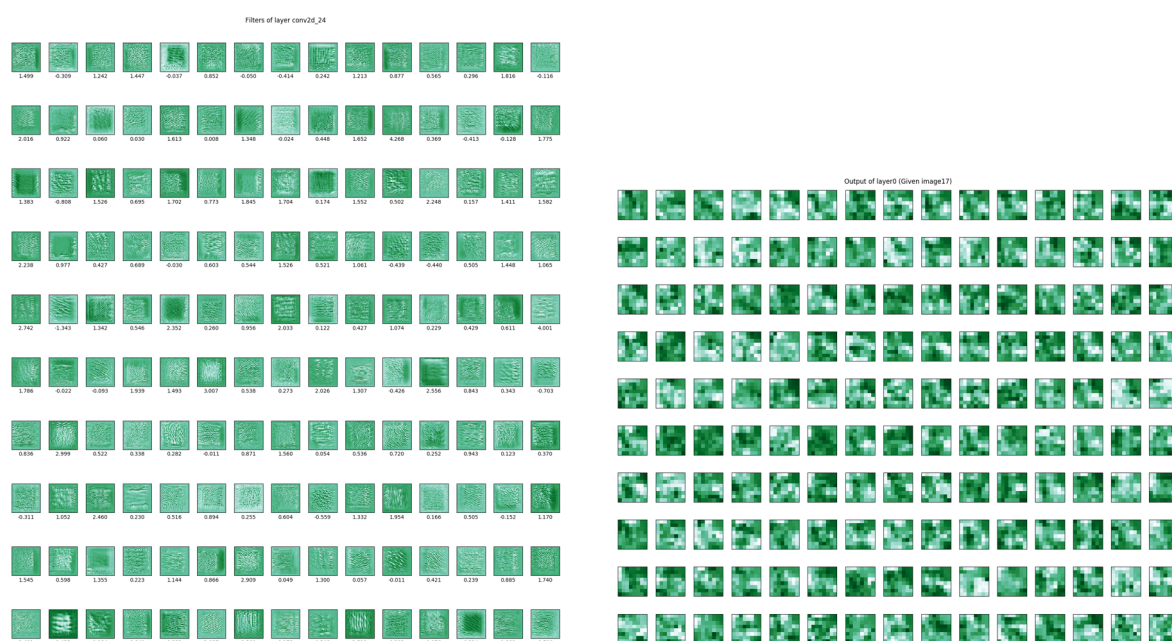 Filters of layer conv2d_24
1.499 -0.309 1.242 1.447 -0.037 0.852 -0.050 -0.414 0.242 1.213 0.877 0.565 0.296 1.816 -0.116
2.016 0.922 0.060 0.030 1.613 0.008 1.348 -0.024 0.448 1.652 4.268 0.369 -0.413 -0.128 1.775
1.383 -0.808 1.526 0.695 1.702 0.773 1.845 1.704 0.174 1.552 0.502 2.248 0.157 1.411 1.582
2.238 0.977 0.427 0.689 -0.030 0.603 0.544 1.526 0.521 1.061 -0.439 -0.440 0.505 1.448 1.065
2.742 -1.343 1.342 0.546 2.352 0.260 0.956 2.033 0.122 0.427 1.074 0.229 0.429 0.611 4.001
1.786 -0.022 -0.093 1.939 1.493 3.007 0.538 0.273 2.026 1.307 -0.426 2.556 0.843 0.343 -0.703
0.836 2.999 0.522 0.338 0.282 -0.011 0.871 1.560 0.054 0.536 0.720 0.252 0.943 0.123 0.370
-0.311 1.052 2.460 0.230 0.516 0.894 0.255 0.604 -0.559 1.332 1.954 0.166 0.505 -0.152 1.170
1.545 0.598 1.355 0.223 1.144 0.866 2.909 0.049 1.300 0.057 -0.011 0.421 0.239 0.885 1.740
Output of layer0 (Given image17)